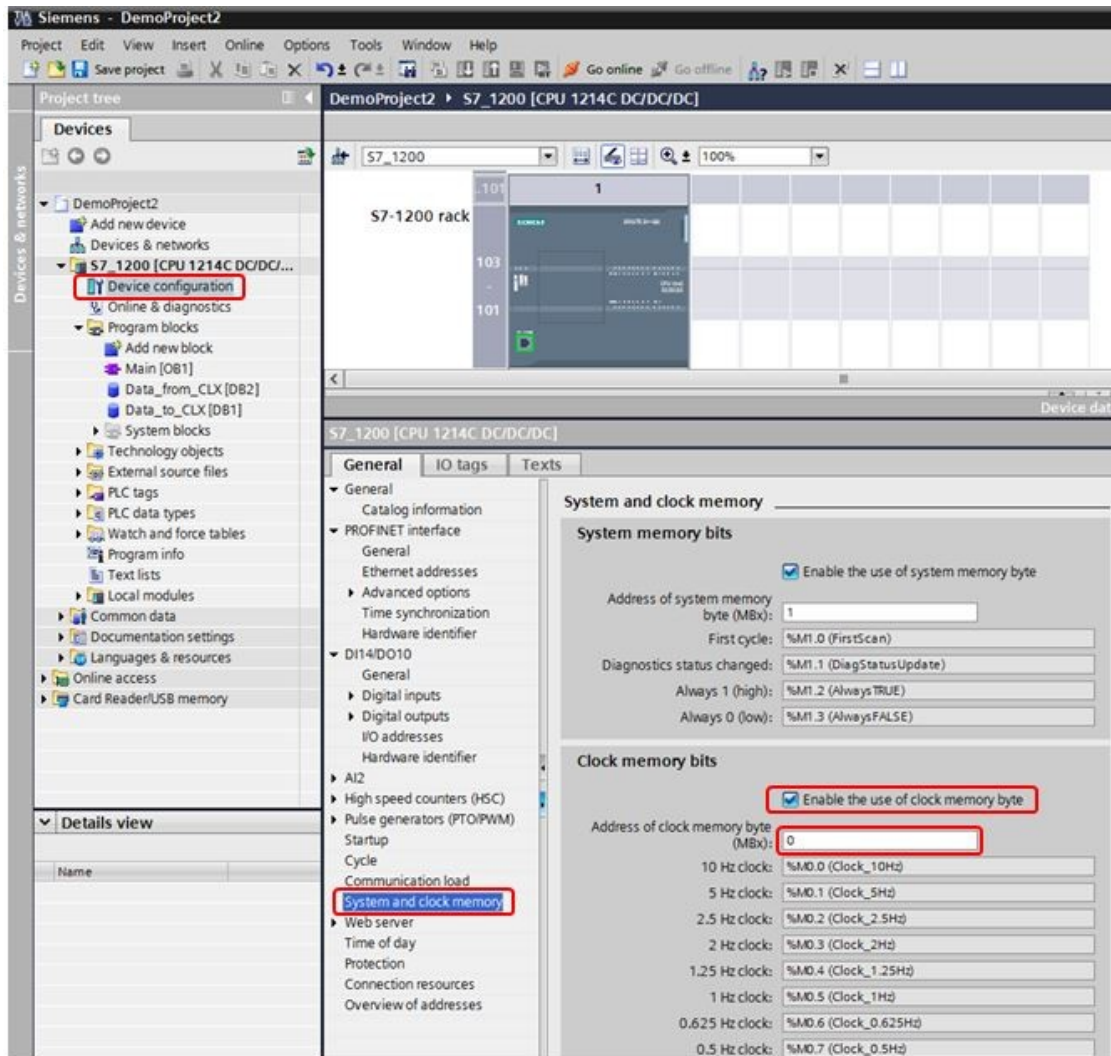 Siemens - DemoProject2
Project Edit View Insert Online Options Tools Window Help
Save project Go online Go offline
Project tree
DemoProject2 S7_1200 [CPU 1214C DC/DC/DC]
Devices
Devices & networks
S7_1200 100%
DemoProject2
Add new device
Devices & networks
S7_1200 [CPU 1214C DC/DC/...
Device configuration
Online & diagnostics
Program blocks
Add new block
Main [OB1]
Data_from_CLX [DB2]
Data_to_CLX [DB1]
System blocks
Technology objects
External source files
PLC tags
PLC data types
Watch and force tables
Program info
Text lists
Local modules
Common data
Documentation settings
Languages & resources
Online access
Card Reader/USB memory
Details view
Name
101 1
S7-1200 rack
SIEMENS
103
-
101
Device dat
S7_1200 [CPU 1214C DC/DC/DC]
General IO tags Texts
General
Catalog information
PROFINET interface
General
Ethernet addresses
Advanced options
Time synchronization
Hardware identifier
DI14/DO10
General
Digital inputs
Digital outputs
I/O addresses
Hardware identifier
AI2
High speed counters (HSC)
Pulse generators (PTO/PWM)
Startup
Cycle
Communication load
System and clock memory
Web server
Time of day
Protection
Connection resources
Overview of addresses
System and clock memory
System memory bits
Enable the use of system memory byte
Address of system memory
byte (MBx): 1
First cycle: %M1.0 (FirstScan)
Diagnostics status changed: %M1.1 (DiagStatusUpdate)
Always 1 (high): %M1.2 (AlwaysTRUE)
Always 0 (low): %M1.3 (AlwaysFALSE)
Clock memory bits
Enable the use of clock memory byte
Address of clock memory byte
(MBx): 0
10 Hz clock: %M0.0 (Clock_10Hz)
5 Hz clock: %M0.1 (Clock_5Hz)
2.5 Hz clock: %M0.2 (Clock_2.5Hz)
2 Hz clock: %M0.3 (Clock_2Hz)
1.25 Hz clock: %M0.4 (Clock_1.25Hz)
1 Hz clock: %M0.5 (Clock_1Hz)
0.625 Hz clock: %M0.6 (Clock_0.625Hz)
0.5 Hz clock: %M0.7 (Clock_0.5Hz)